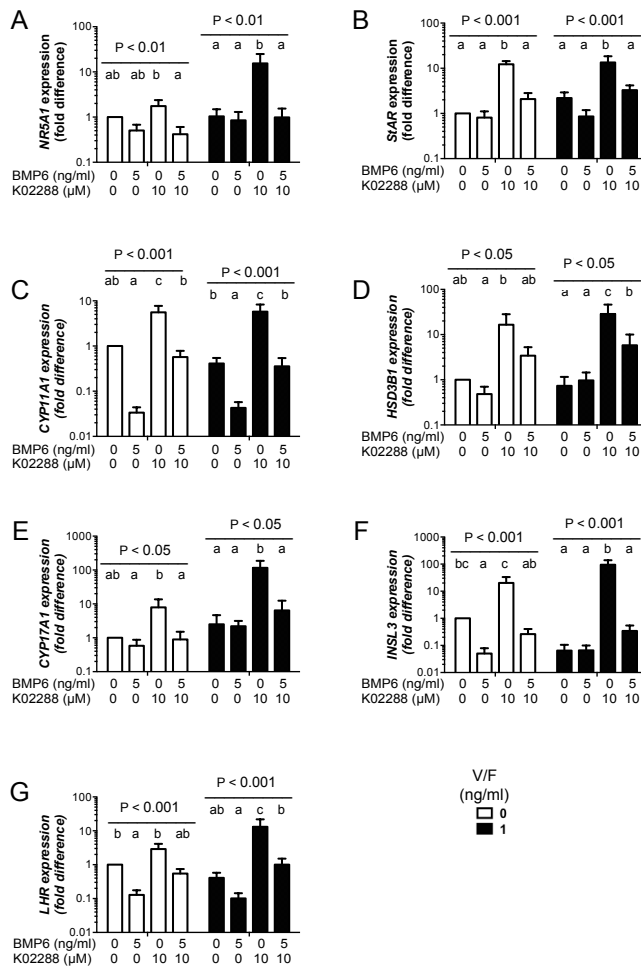 A
P < 0.01
P < 0.01
ab ab b a
a a b a
NR5A1 expression
(fold difference)
100
10
1
0.1
BMP6 (ng/ml) 0 5 0 5 0 5 0 5
K02288 (µM) 0 0 10 10 0 0 10 10
B
P < 0.001
P < 0.001
a a b a
a a b a
StAR expression
(fold difference)
100
10
1
0.1
BMP6 (ng/ml) 0 5 0 5 0 5 0 5
K02288 (µM) 0 0 10 10 0 0 10 10
C
P < 0.001
P < 0.001
ab a c b
b a c b
CYP11A1 expression
(fold difference)
10
1
0.1
0.01
BMP6 (ng/ml) 0 5 0 5 0 5 0 5
K02288 (µM) 0 0 10 10 0 0 10 10
D
P < 0.05
P < 0.05
ab a b ab
a a c b
HSD3B1 expression
(fold difference)
100
10
1
0.1
BMP6 (ng/ml) 0 5 0 5 0 5 0 5
K02288 (µM) 0 0 10 10 0 0 10 10
E
P < 0.05
P < 0.05
ab a b a
a a b a
CYP17A1 expression
(fold difference)
1000
100
10
1
0.1
BMP6 (ng/ml) 0 5 0 5 0 5 0 5
K02288 (µM) 0 0 10 10 0 0 10 10
F
P < 0.001
P < 0.001
bc a c ab
a a b a
INSL3 expression
(fold difference)
1000
100
10
1
0.1
0.01
BMP6 (ng/ml) 0 5 0 5 0 5 0 5
K02288 (µM) 0 0 10 10 0 0 10 10
G
P < 0.001
P < 0.001
b a b ab
ab a c b
LHR expression
(fold difference)
100
10
1
0.1
0.01
BMP6 (ng/ml) 0 5 0 5 0 5 0 5
K02288 (µM) 0 0 10 10 0 0 10 10
V/F
(ng/ml)
0
1